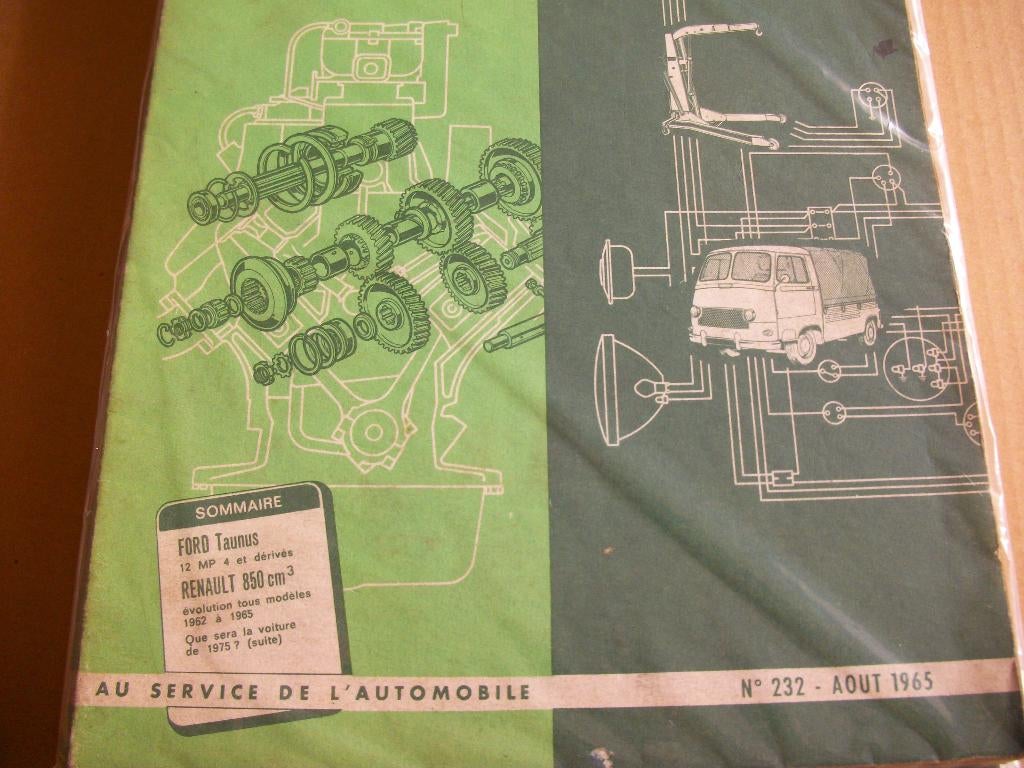 SOMMAIRE
FORD Taunus
12 MP 4 et dérivés
RENAULT 850 cm³
évolution tous modèles
1962 à 1965
Que sera la voiture
de 1975 ? (suite)
AU SERVICE DE L'AUTOMOBILE
N° 232 - AOUT 1965